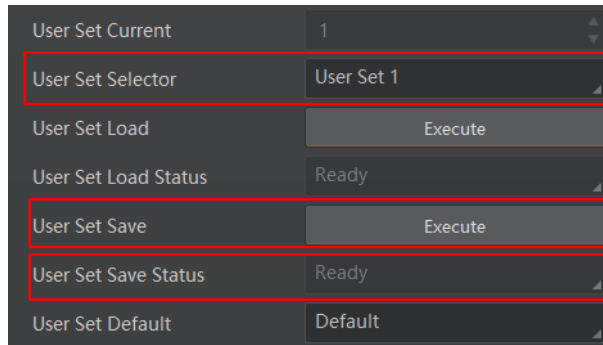 User Set Current 1
User Set Selector User Set 1
User Set Load Execute
User Set Load Status Ready
User Set Save Execute
User Set Save Status Ready
User Set Default Default